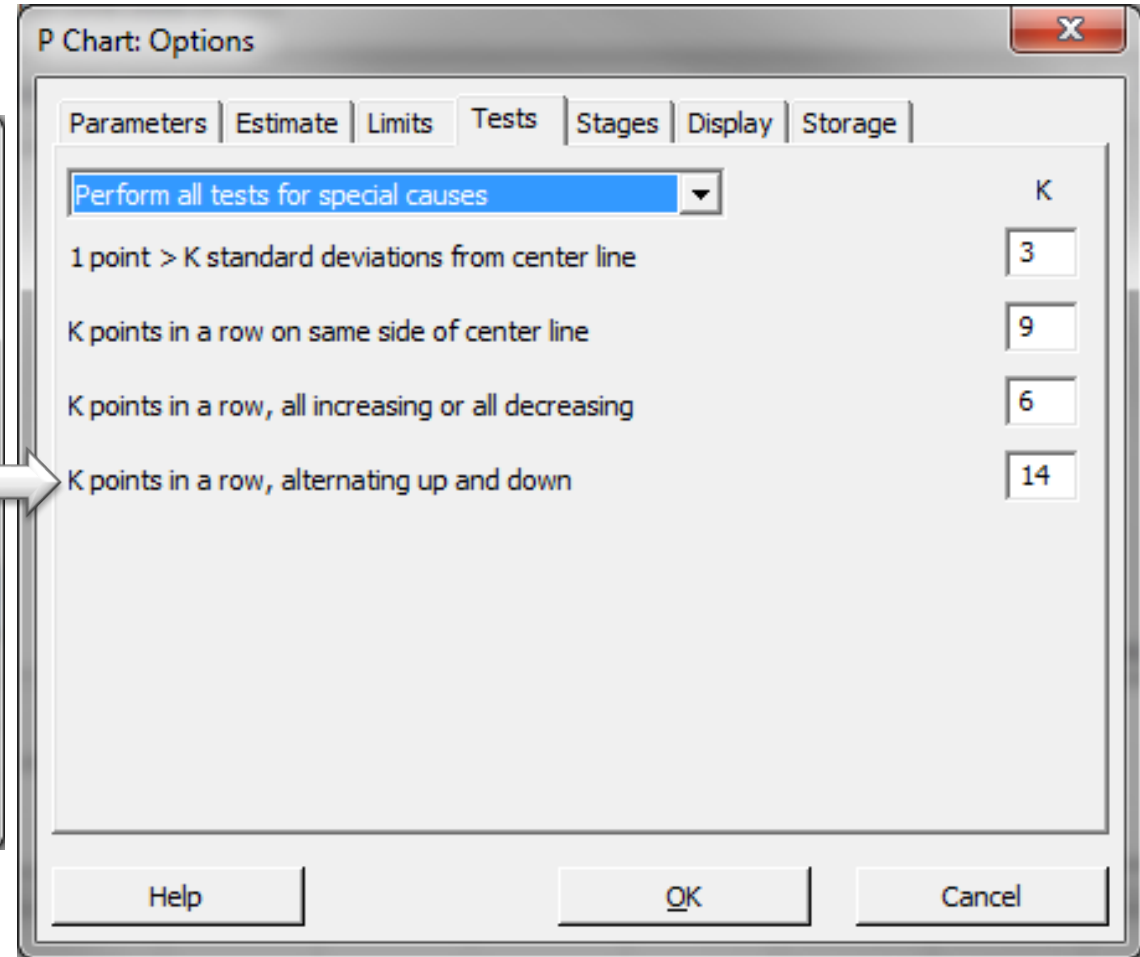 P Chart: Options
Parameters Estimate Limits Tests Stages Display Storage
Perform all tests for special causes K
1 point > K standard deviations from center line 3
K points in a row on same side of center line 9
K points in a row, all increasing or all decreasing 6
K points in a row, alternating up and down 14
Help OK Cancel